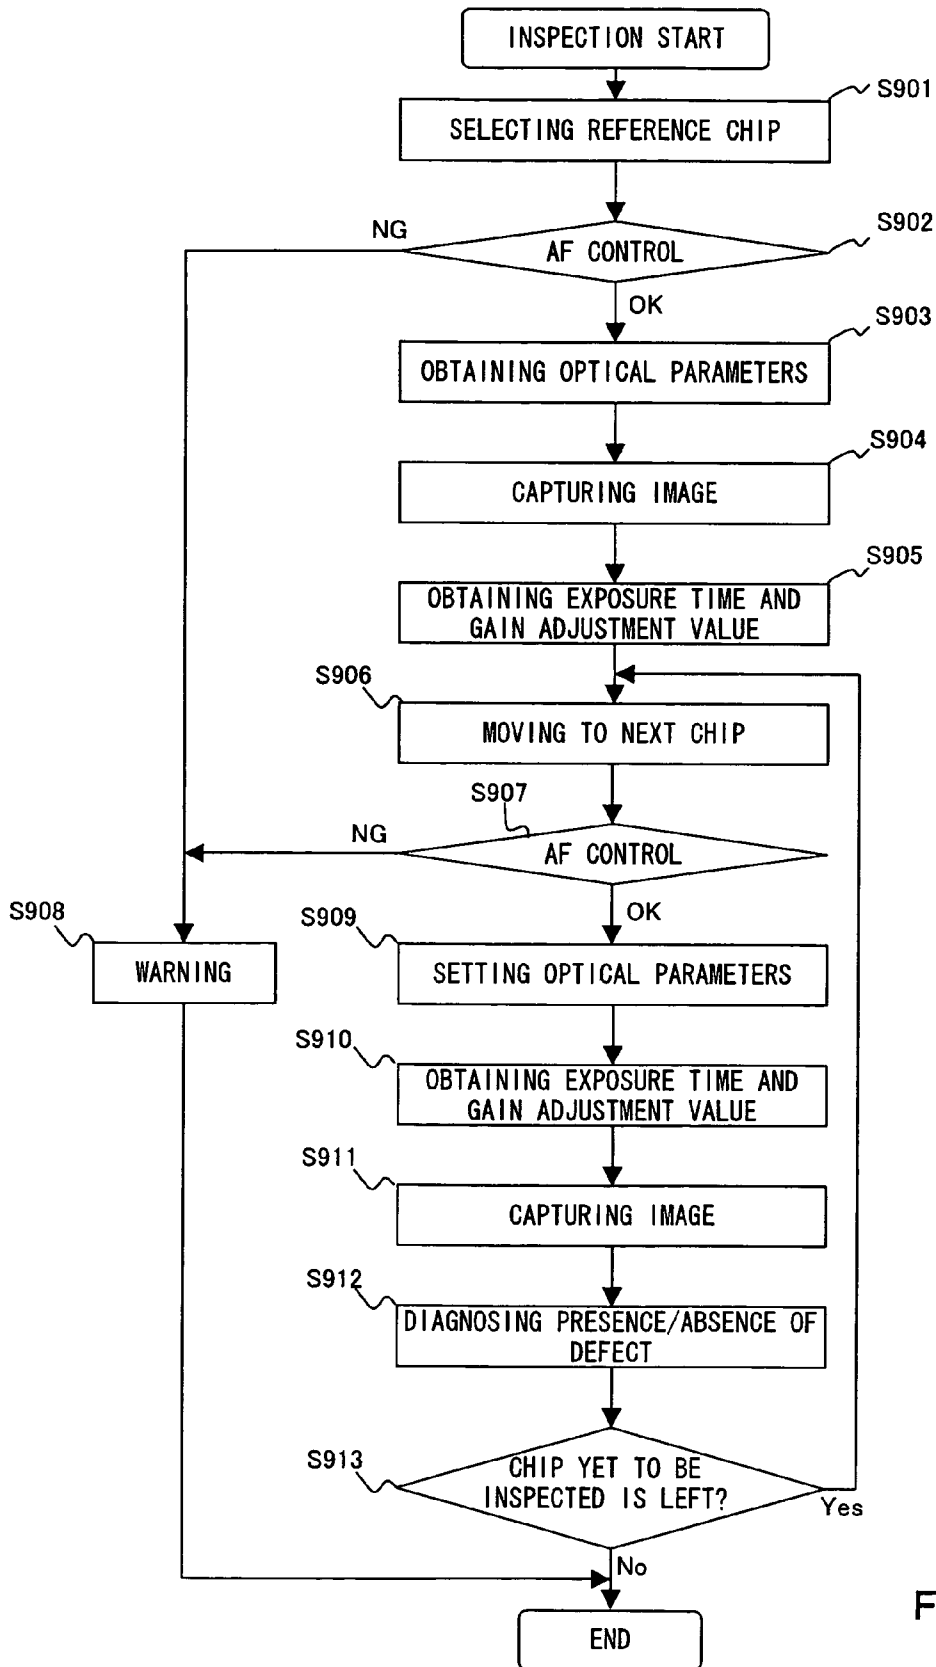 INSPECTION START
S901
SELECTING REFERENCE CHIP
S902
NG
AF CONTROL
OK
S903
OBTAINING OPTICAL PARAMETERS
S904
CAPTURING IMAGE
S905
OBTAINING EXPOSURE TIME AND
GAIN ADJUSTMENT VALUE
S906
MOVING TO NEXT CHIP
S907
NG
AF CONTROL
OK
S908
WARNING
S909
SETTING OPTICAL PARAMETERS
S910
OBTAINING EXPOSURE TIME AND
GAIN ADJUSTMENT VALUE
S911
CAPTURING IMAGE
S912
DIAGNOSING PRESENCE/ABSENCE OF
DEFECT
S913
CHIP YET TO BE
INSPECTED IS LEFT?
Yes
No
END
F